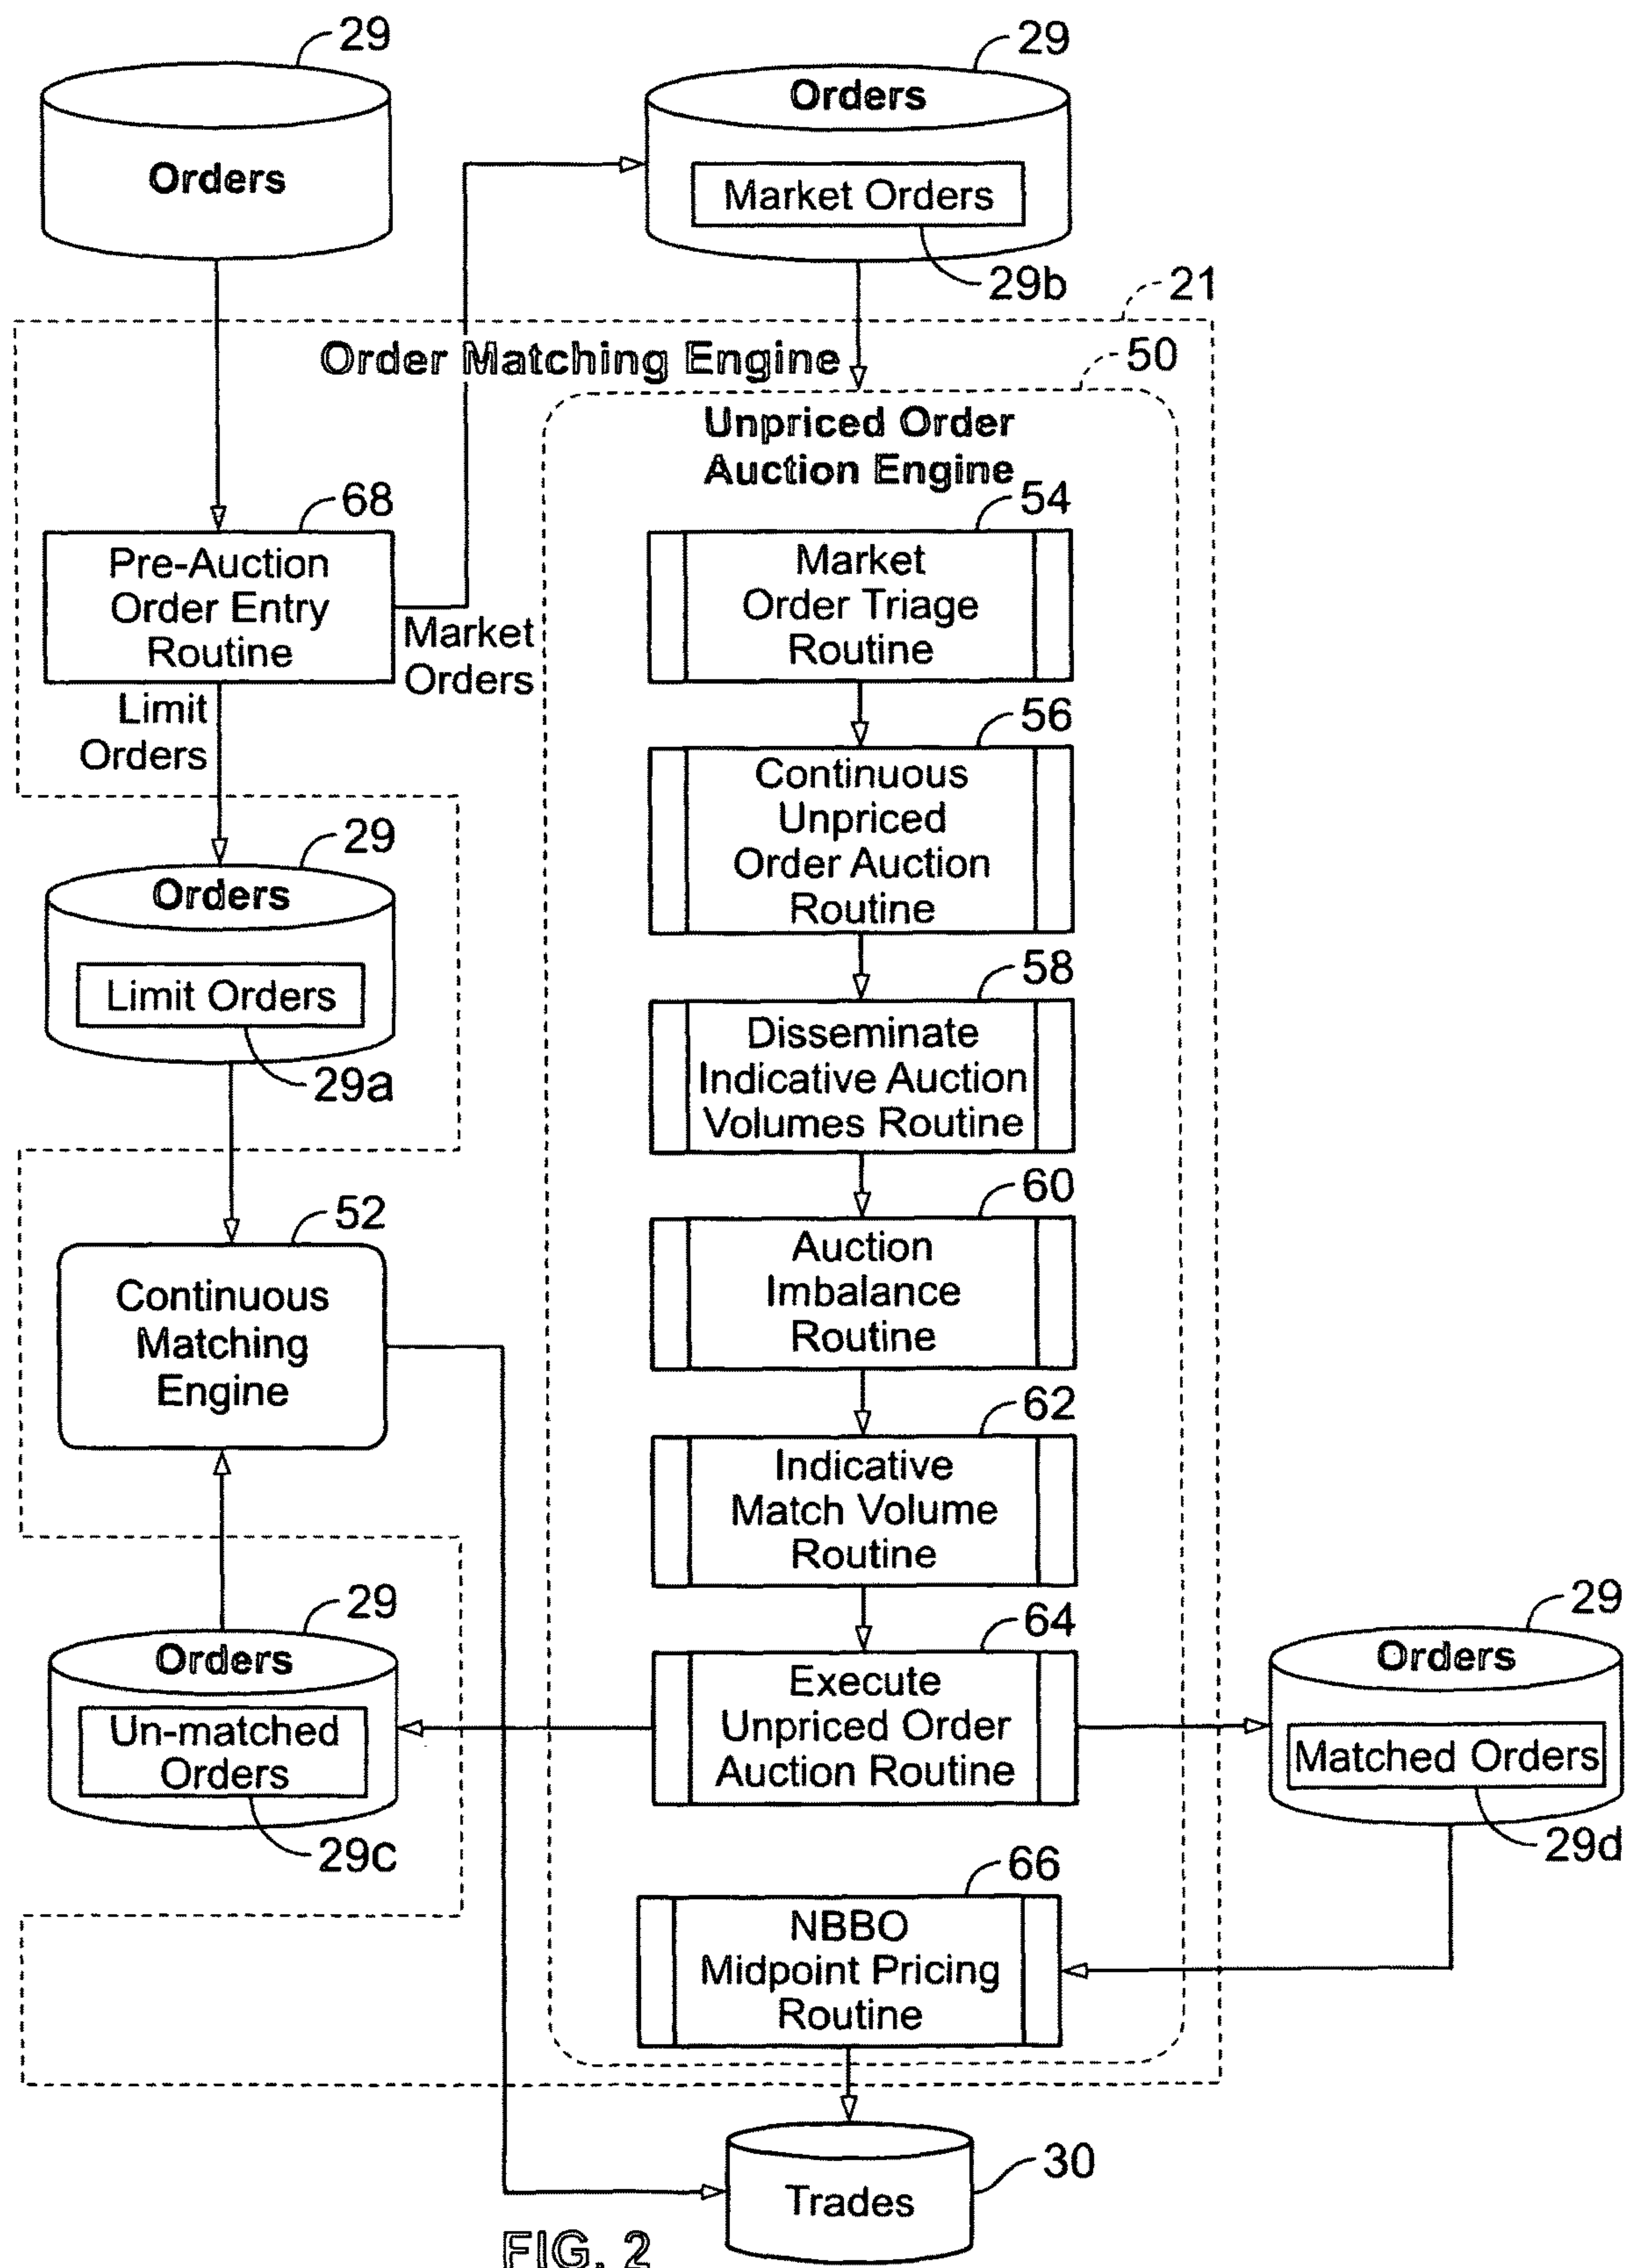 29
29
Orders
Orders
Market Orders
29b
21
Order Matching Engine
50
Unpriced Order
Auction Engine
68
54
Pre-Auction
Order Entry
Routine
Market
Orders
Market
Order Triage
Routine
Limit
Orders
56
Continuous
Unpriced
Order Auction
Routine
29
Orders
Limit Orders
29a
58
Disseminate
Indicative Auction
Volumes Routine
52
Continuous
Matching
Engine
60
Auction
Imbalance
Routine
62
Indicative
Match Volume
Routine
29
Orders
Un-matched
Orders
29c
64
Execute
Unpriced Order
Auction Routine
29
Orders
Matched Orders
29d
66
NBBO
Midpoint Pricing
Routine
30
Trades
FIG. 2